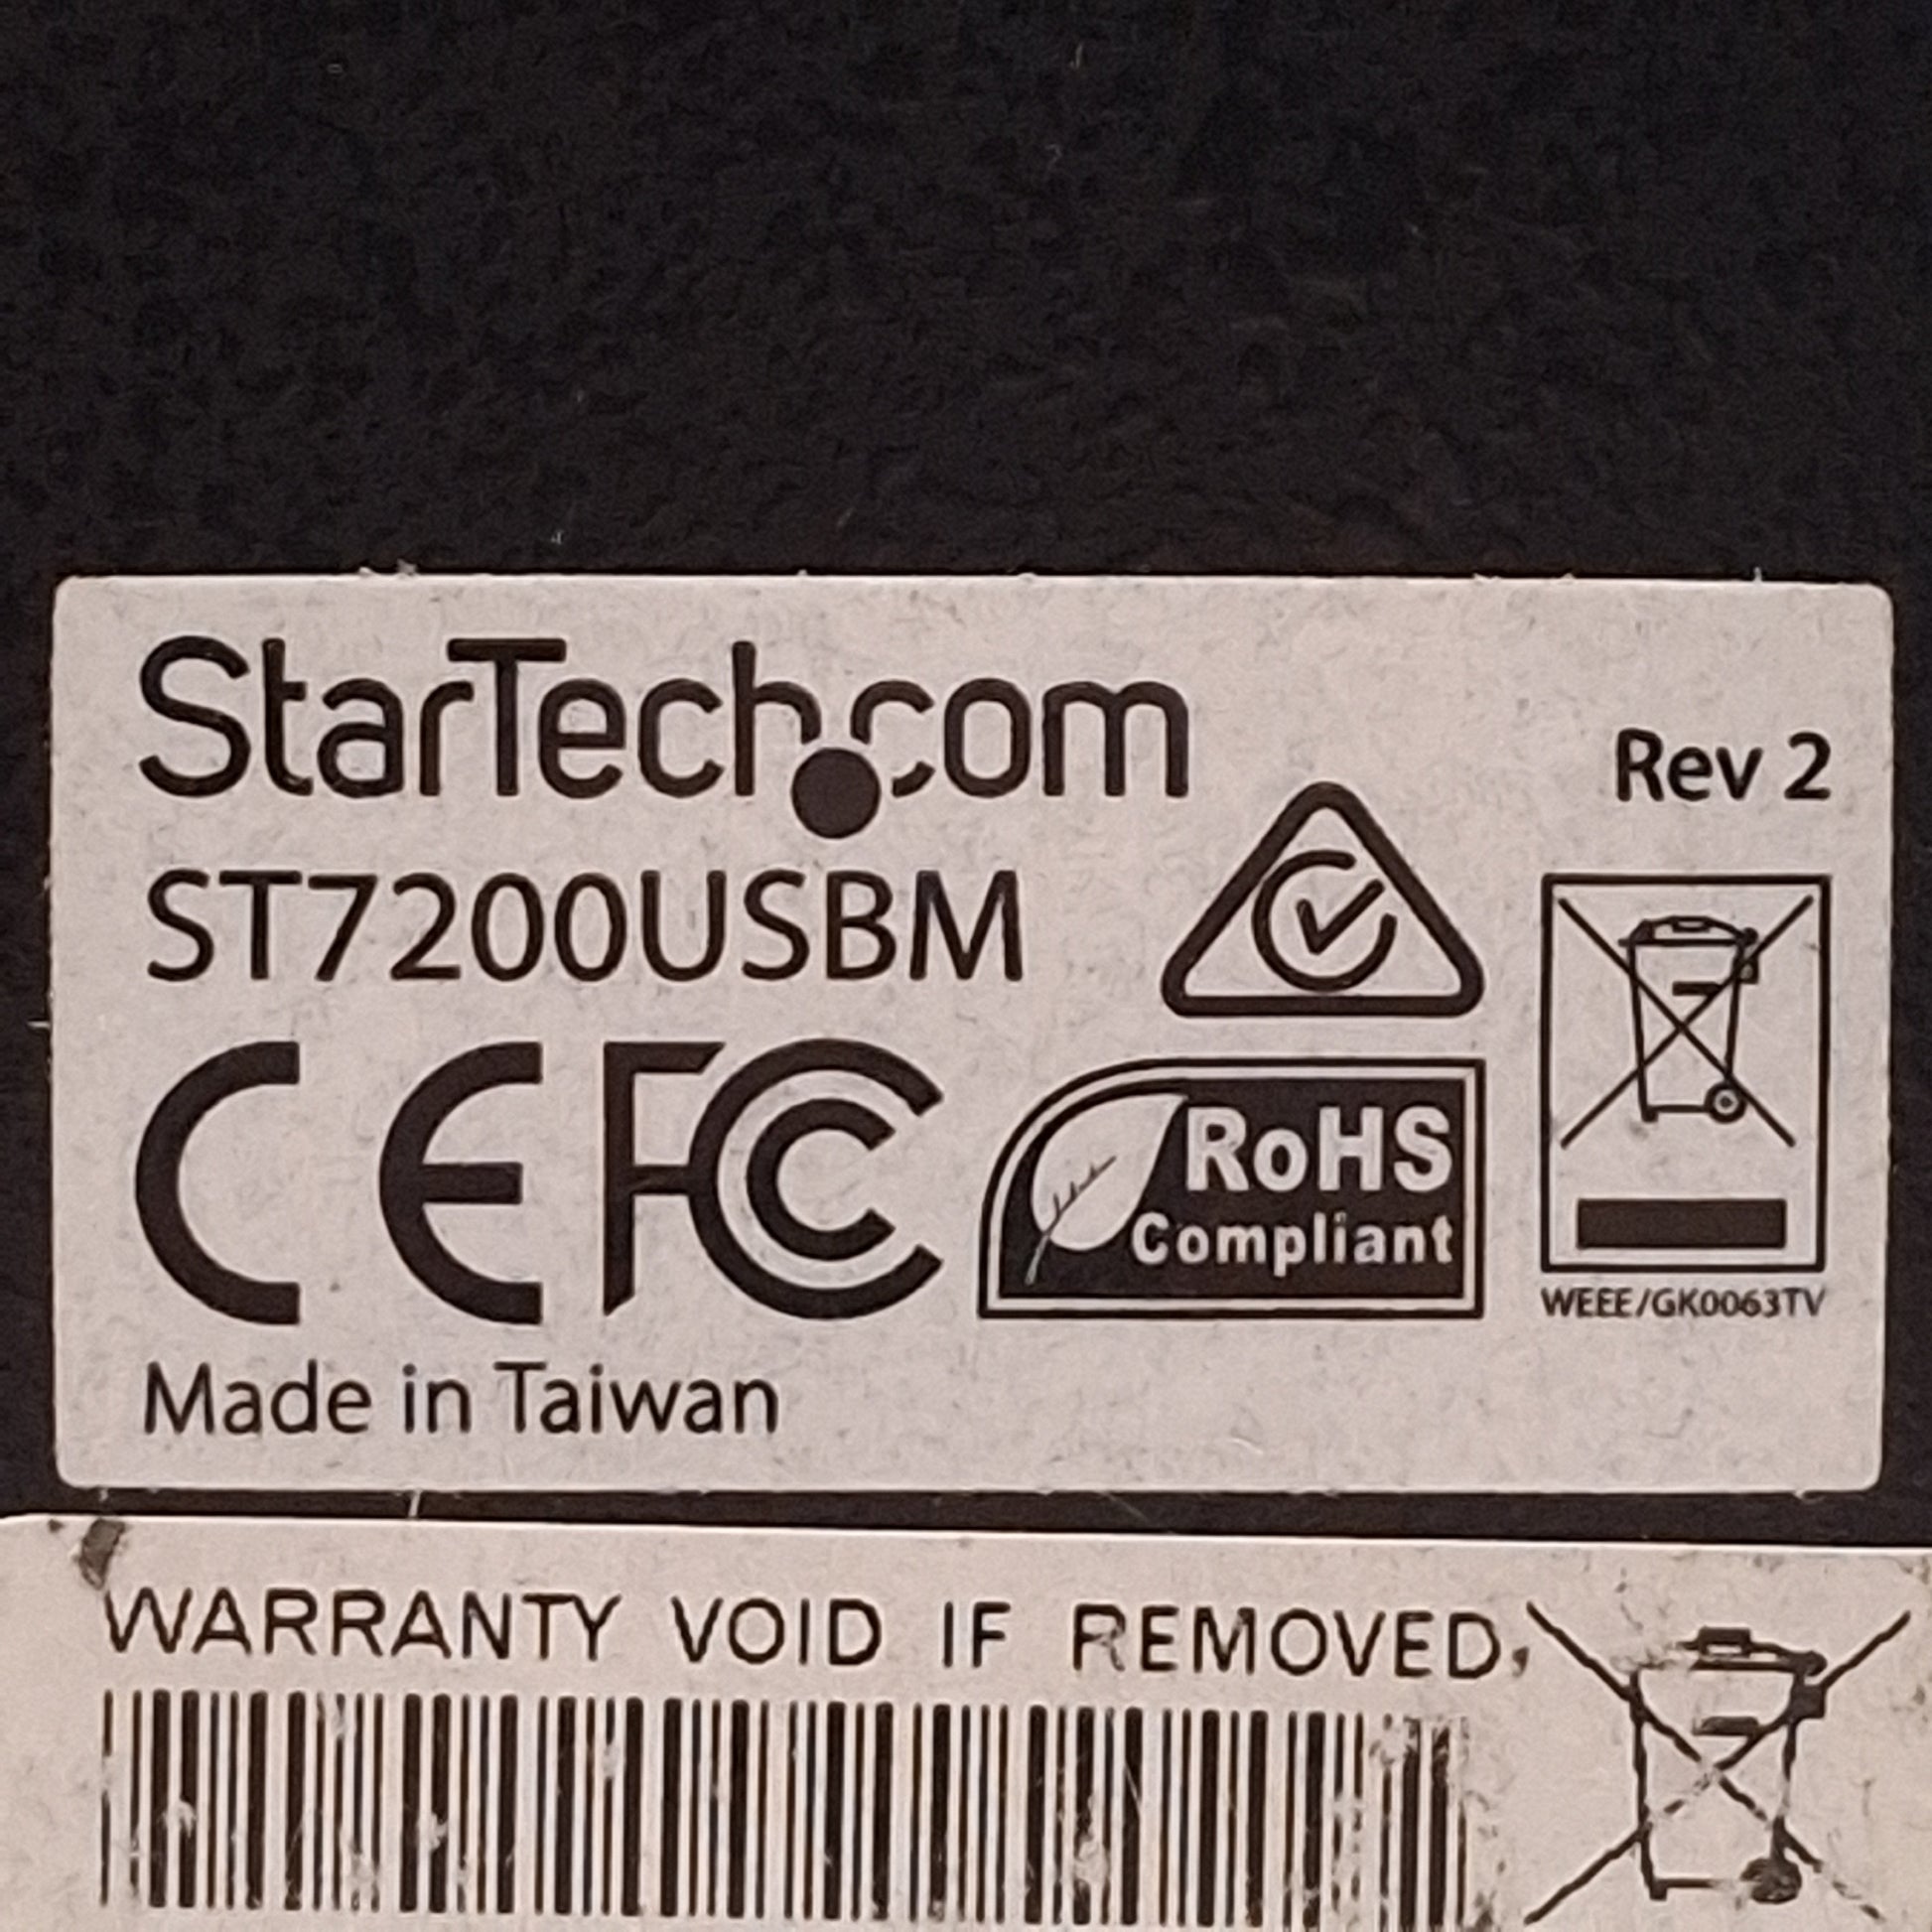 StarTech.com
Rev 2
ST7200USBM
CE FC
RoHS
Compliant
WEEE/GK0063TV
Made in Taiwan
WARRANTY VOID IF REMOVED,